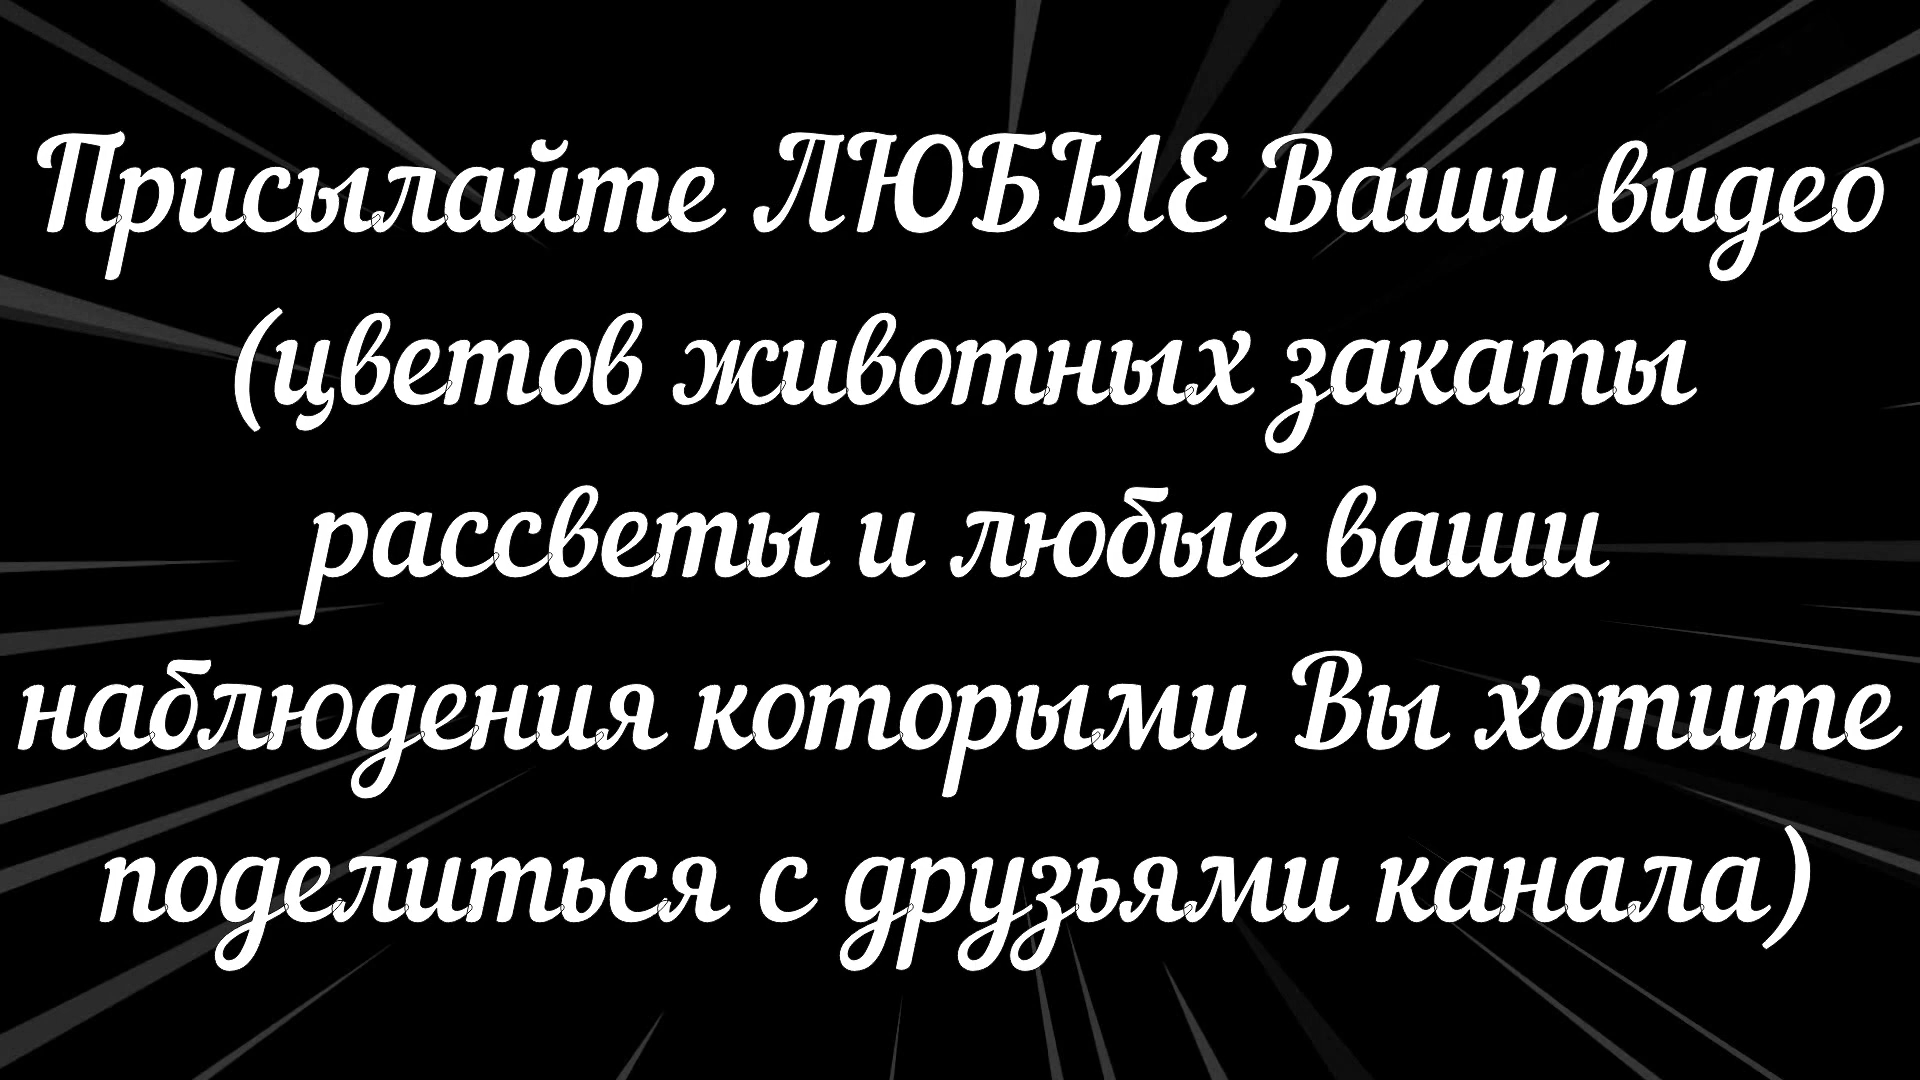 Присылайте ЛЮБЫЕ Ваши видео
(цветов животных закаты
рассветы и любые ваши
наблюдения которыми Вы хотите
поделиться с друзьями канала)